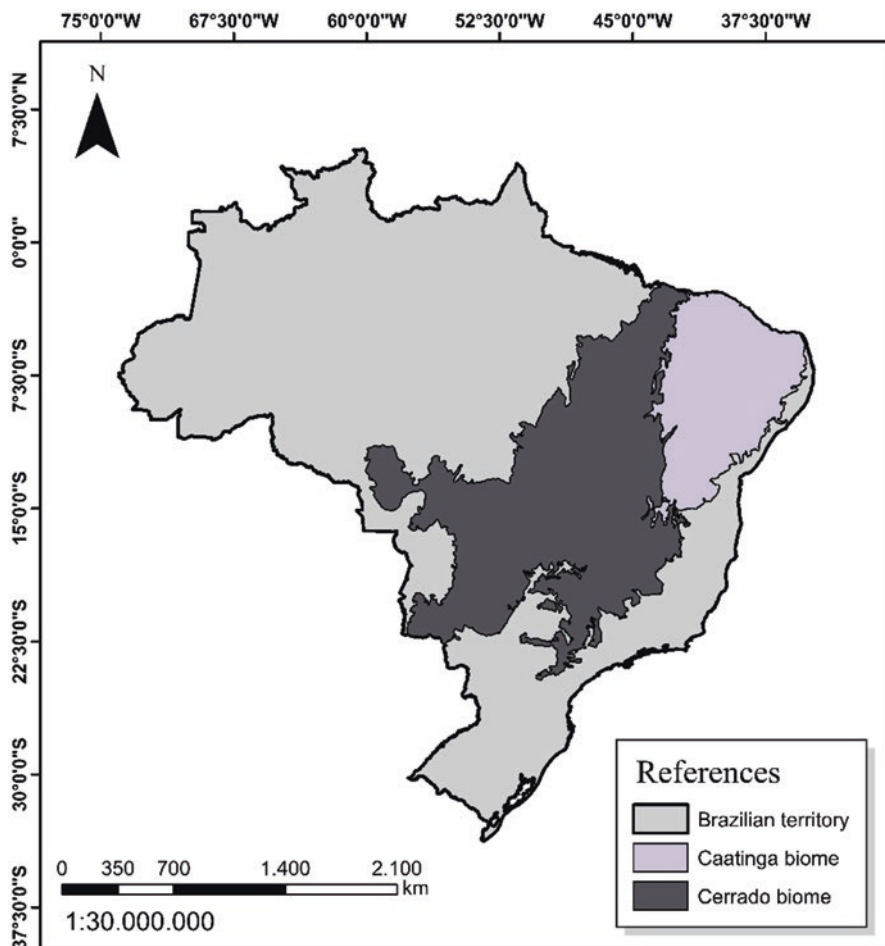 75°0'0"W 67°30'0"W 60°0'0"W 52°30'0"W 45°0'0"W 37°30'0"W
N
7°30'0"N
0°0'0"
7°30'0"S
15°0'0"S
22°30'0"S
30°0'0"S
37°30'0"S
References
Brazilian territory
Caatinga biome
Cerrado biome
0 350 700 1.400 2.100
km
1:30.000.000